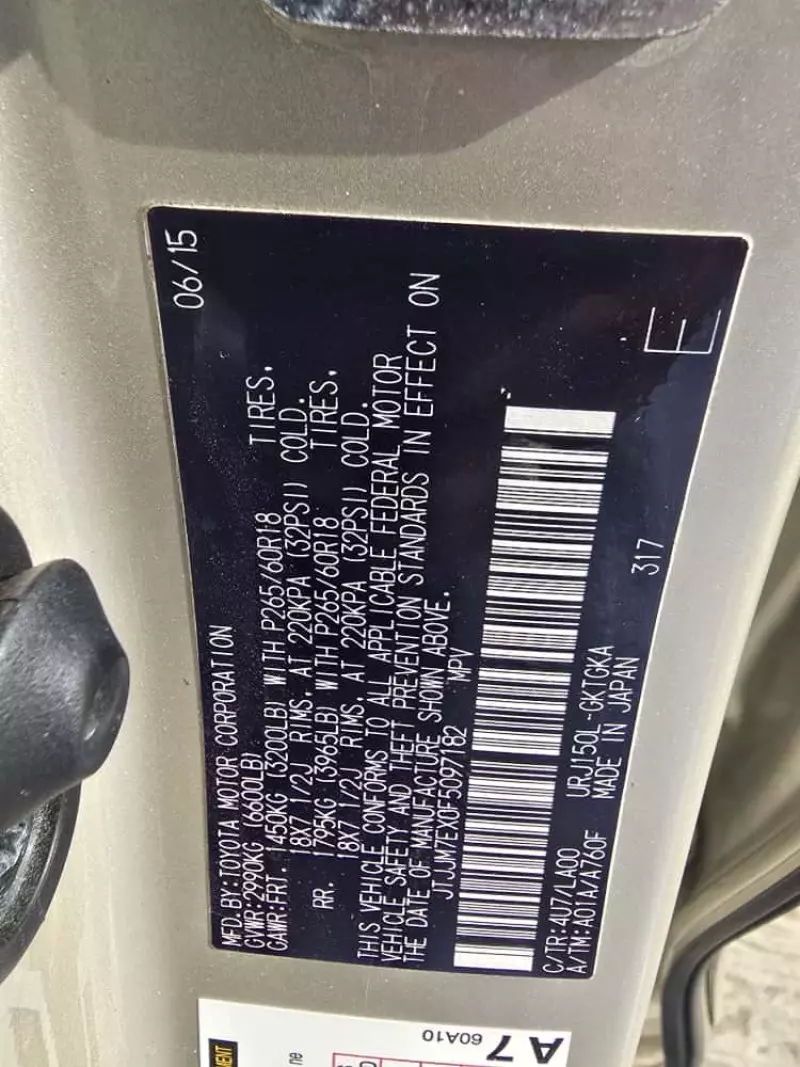 MFD.BY:TOYOTA MOTOR CORPORATION 06/15
GVWR:2990KG (6600LB)
GAWR:FRT. 1450KG (3200LB) WITH P265/60R18 TIRES,
18X7 1/2J RIMS, AT 220KPA (32PSI) COLD.
RR. 1795KG (3965LB) WITH P265/60R18 TIRES,
18X7 1/2J RIMS, AT 220KPA (32PSI) COLD.
THIS VEHICLE CONFORMS TO ALL APPLICABLE FEDERAL MOTOR
VEHICLE SAFETY AND THEFT PREVENTION STANDARDS IN EFFECT ON
THE DATE OF MANUFACTURE SHOWN ABOVE.
JTJJM7EX0F5097182 MPV
C/TR:4U7/LA00 URJ150L-GKTGKA
A/TM:A01A/A760F MADE IN JAPAN 317
E
A7 60A10